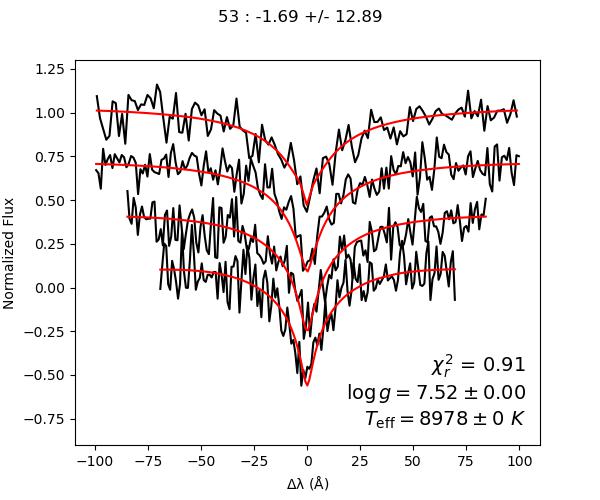 53 : -1.69 +/- 12.89
1.25
1.00
0.75
0.50
0.25
0.00
−0.25
−0.50
−0.75
Normalized Flux
χ²ᵣ = 0.91
log g = 7.52 ± 0.00
T_eff = 8978 ± 0 K
−100 −75 −50 −25 0 25 50 75 100
Δλ (Å)